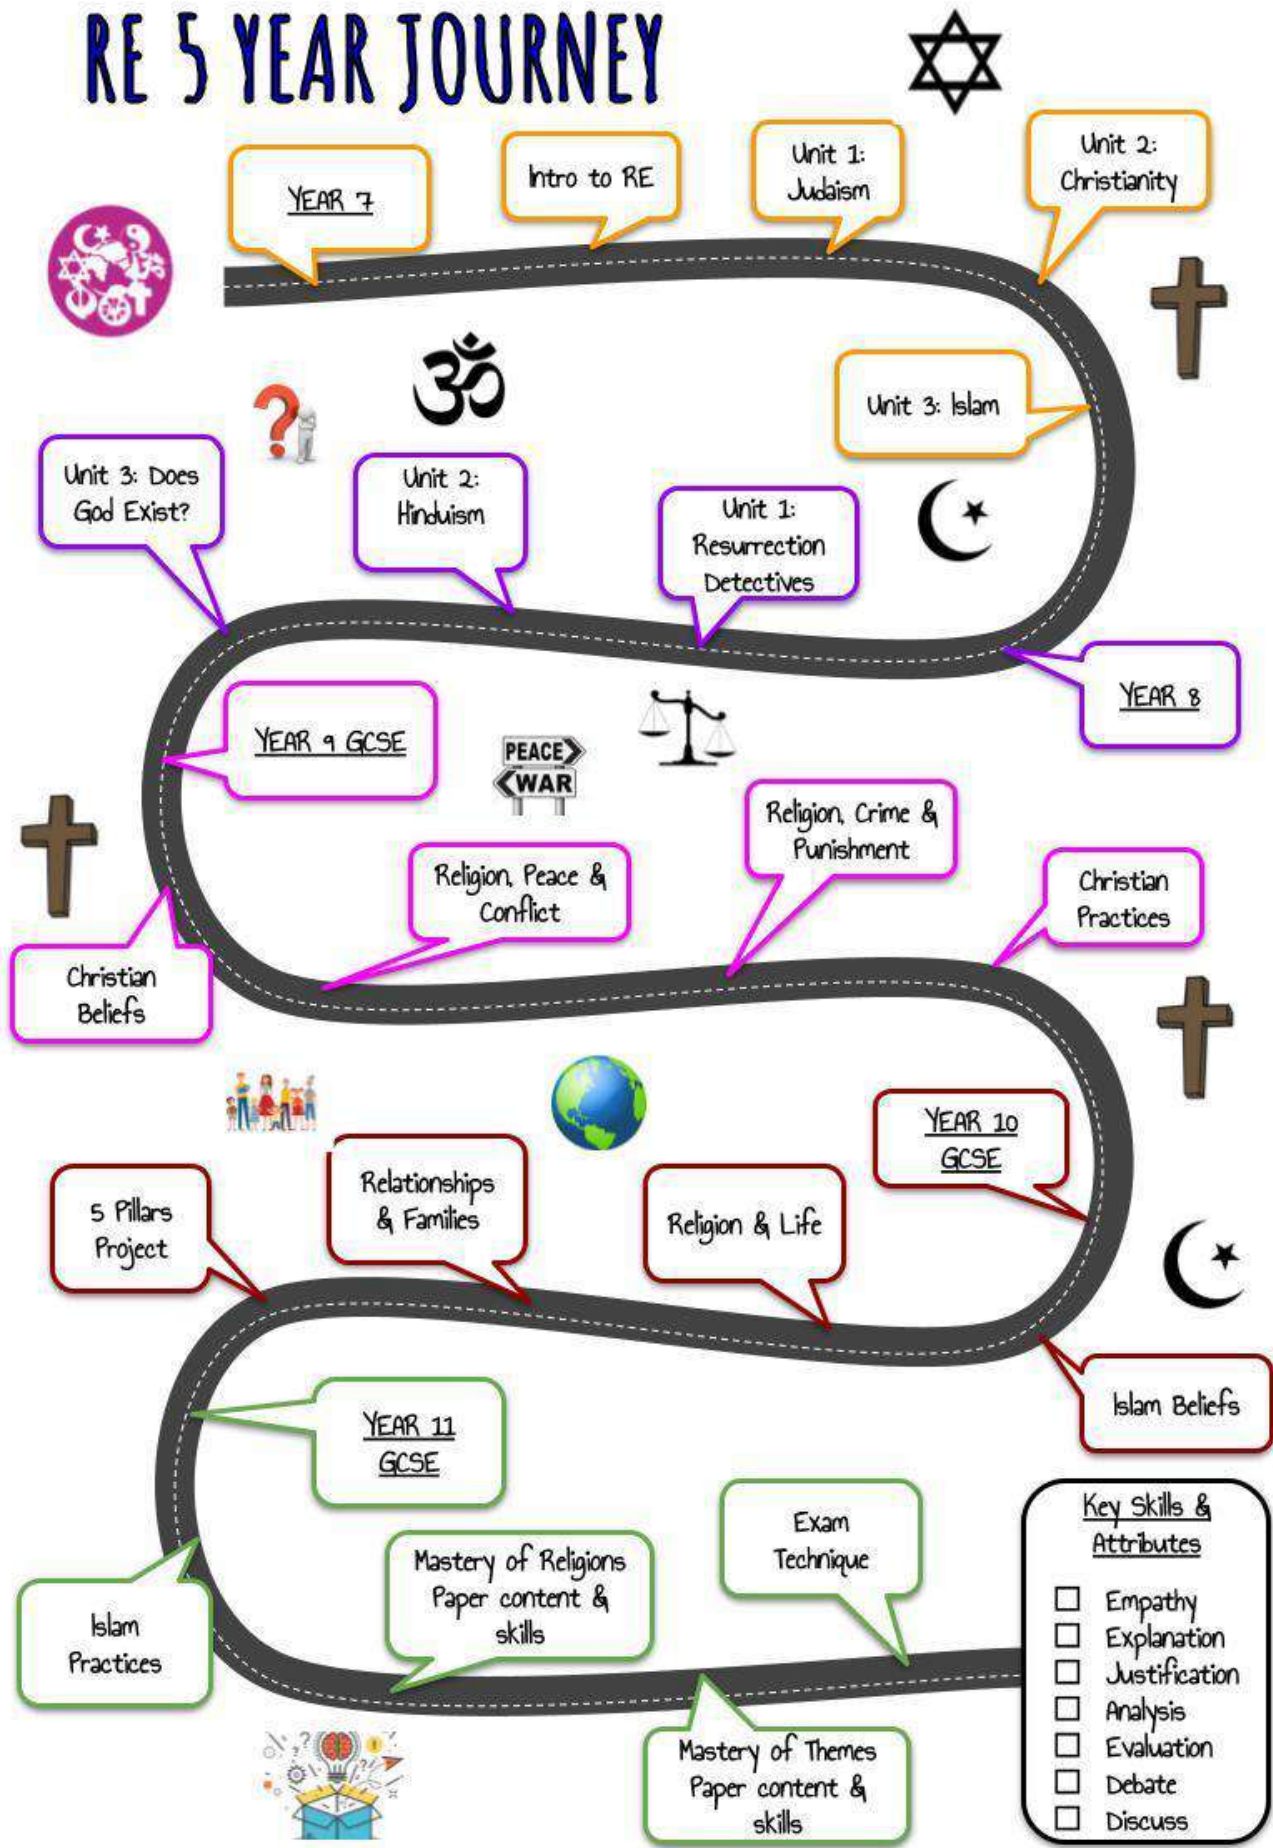 RE 5 YEAR JOURNEY
YEAR 7
Intro to RE
Unit 1:
Judaism
Unit 2:
Christianity
Unit 3: Islam
YEAR 8
Unit 1:
Resurrection
Detectives
Unit 2:
Hinduism
Unit 3: Does
God Exist?
YEAR 9 GCSE
PEACE
WAR
Christian
Beliefs
Religion, Peace &
Conflict
Religion, Crime &
Punishment
Christian
Practices
YEAR 10
GCSE
Islam Beliefs
Religion & Life
Relationships
& Families
5 Pillars
Project
YEAR 11
GCSE
Islam
Practices
Mastery of Religions
Paper content &
skills
Mastery of Themes
Paper content &
skills
Exam
Technique
Key Skills &
Attributes
Empathy
Explanation
Justification
Analysis
Evaluation
Debate
Discuss